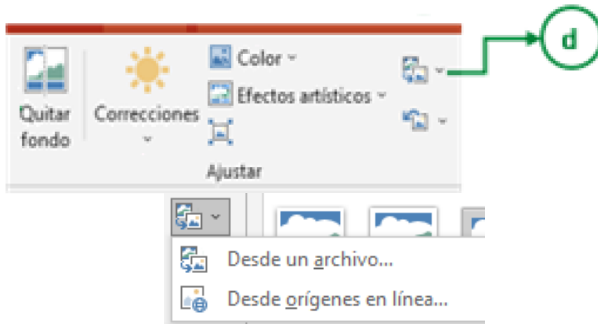 d
Color
Efectos artísticos
Quitar fondo
Correcciones
Ajustar
Desde un archivo...
Desde orígenes en línea...